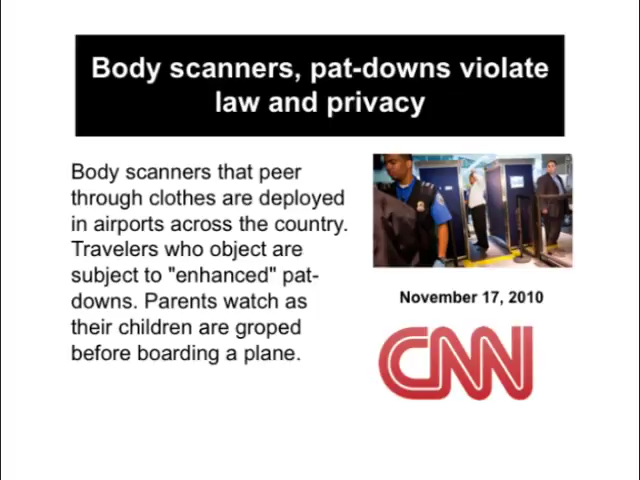 Body scanners, pat-downs violate
law and privacy
Body scanners that peer
through clothes are deployed
in airports across the country.
Travelers who object are
subject to "enhanced" pat-
downs. Parents watch as
their children are groped
before boarding a plane.
November 17, 2010
CNN